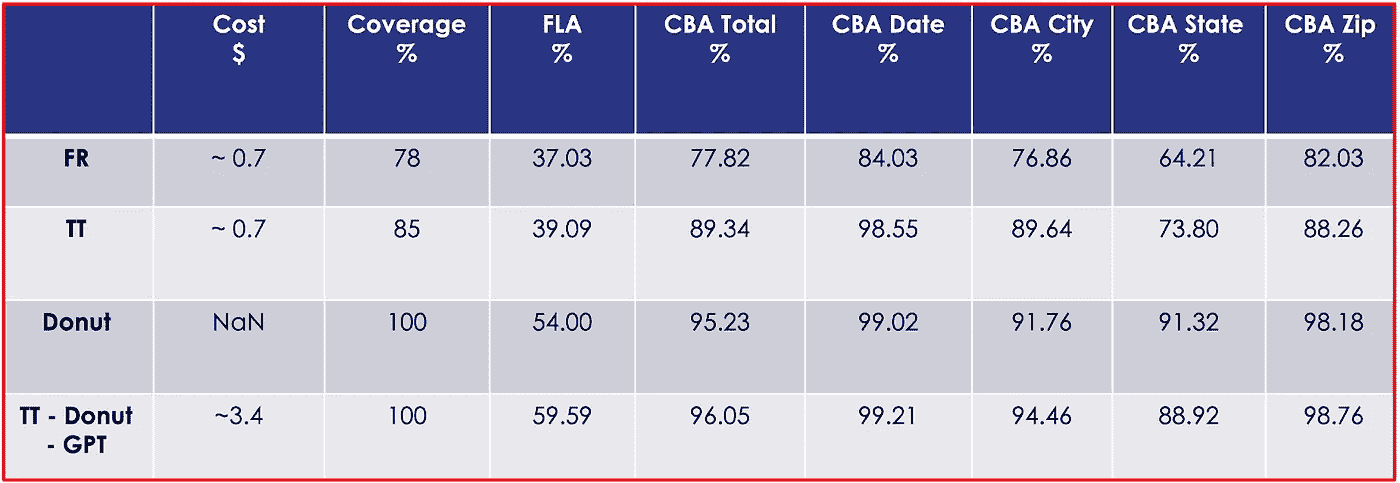 Cost $ Coverage % FLA % CBA Total % CBA Date % CBA City % CBA State % CBA Zip %
FR ~ 0.7 78 37.03 77.82 84.03 76.86 64.21 82.03
TT ~ 0.7 85 39.09 89.34 98.55 89.64 73.80 88.26
Donut NaN 100 54.00 95.23 99.02 91.76 91.32 98.18
TT - Donut - GPT ~3.4 100 59.59 96.05 99.21 94.46 88.92 98.76